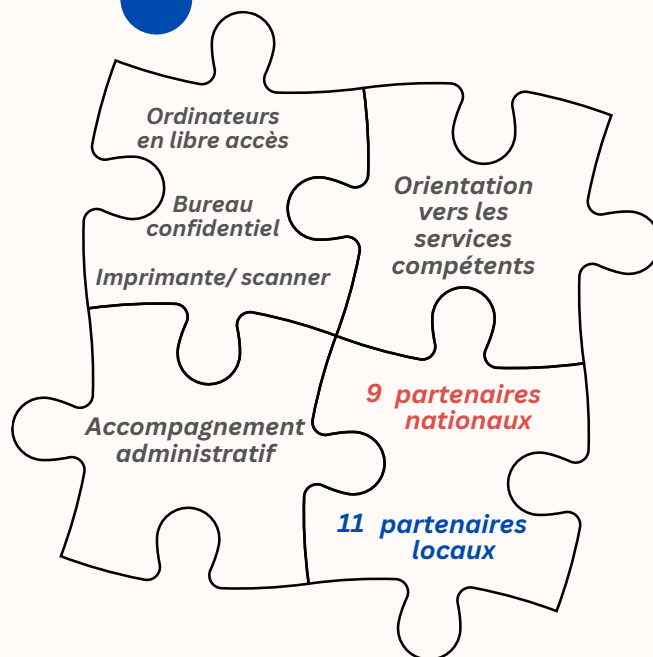 Ordinateurs
en libre accès
Bureau
confidentiel
Imprimante/ scanner
Orientation
vers les
services
compétents
Accompagnement
administratif
9 partenaires
nationaux
11 partenaires
locaux